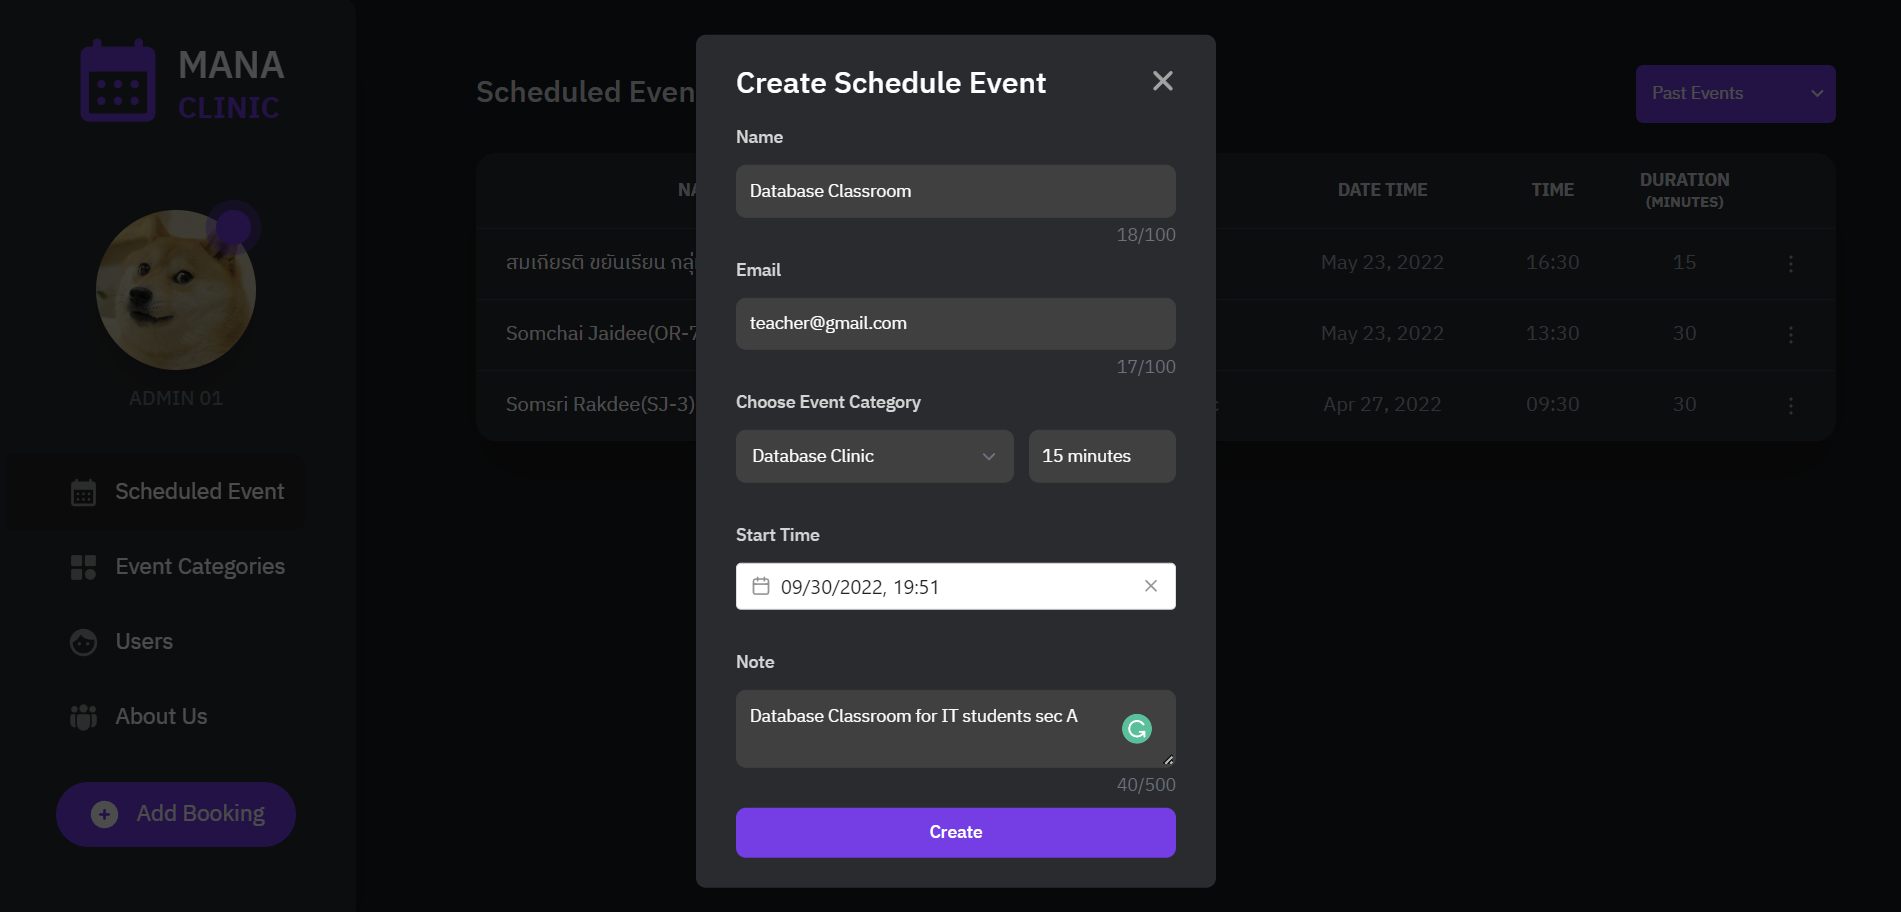 MANA
CLINIC
ADMIN 01
Scheduled Event
Event Categories
Users
About Us
Add Booking
Scheduled Even
Past Events
NA
DATE TIME
TIME
DURATION
(MINUTES)
สมเกียรติ ขยันเรียน
May 23, 2022
16:30
15
Somchai Jaidee(OR-7
May 23, 2022
13:30
30
Somsri Rakdee(SJ-3)
c
Apr 27, 2022
09:30
30
Create Schedule Event
Name
Database Classroom
18/100
Email
teacher@gmail.com
17/100
Choose Event Category
Database Clinic
15 minutes
Start Time
09/30/2022, 19:51
Note
Database Classroom for IT students sec A
40/500
Create